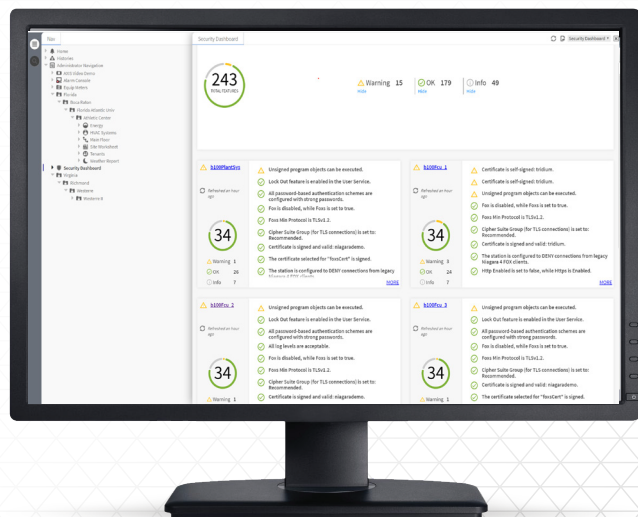 Nav
Home
Histories
Administrator Navigation
AWS Video Demo
Alarm Console
Equip Meters
Florida
Boca Raton
Florida Atlantic Univ
Athletic Center
Energy
HVAC Systems
Main Floor
Site Worksheet
Tenants
Weather Report
Security Dashboard
Virginia
Richmond
Westerre
Westerre II
Security Dashboard
Security Dashboard
243
TOTAL FEATURES
Warning 15
Hide
OK 179
Hide
Info 49
Hide
b100PlantSys
Refreshed an hour
ago
34
Warning 1
OK 26
Info 7
Unsigned program objects can be executed.
Lock Out feature is enabled in the User Service.
All password-based authentication schemes are
configured with strong passwords.
Fox is disabled, while Foxs is set to true.
Foxs Min Protocol is TLSv1.2.
Cipher Suite Group (for TLS connections) is set to:
Recommended.
Certificate is signed and valid: niagarademo.
The certificate selected for "foxsCert" is signed.
The station is configured to DENY connections from legacy
Niagara 4 FOX clients.
MORE
b100Fcu_1
Refreshed an hour
ago
34
Warning 3
OK 24
Info 7
Certificate is self-signed: tridium.
Certificate is self-signed: tridium.
Unsigned program objects can be executed.
Fox is disabled, while Foxs is set to true.
Foxs Min Protocol is TLSv1.2.
Cipher Suite Group (for TLS connections) is set to:
Recommended.
Certificate is signed and valid: tridium.
The station is configured to DENY connections from legacy
Niagara 4 FOX clients.
Http Enabled is set to false, while Https is Enabled.
MORE
b100Fcu_2
Refreshed an hour
ago
34
Warning 1
Unsigned program objects can be executed.
Lock Out feature is enabled in the User Service.
All password-based authentication schemes are
configured with strong passwords.
All log levels are acceptable.
Fox is disabled, while Foxs is set to true.
Foxs Min Protocol is TLSv1.2.
Cipher Suite Group (for TLS connections) is set to:
Recommended.
Certificate is signed and valid: niagarademo.
b100Fcu_3
Refreshed an hour
ago
34
Warning 1
Unsigned program objects can be executed.
Lock Out feature is enabled in the User Service.
All password-based authentication schemes are
configured with strong passwords.
Fox is disabled, while Foxs is set to true.
Foxs Min Protocol is TLSv1.2.
Cipher Suite Group (for TLS connections) is set to:
Recommended.
Certificate is signed and valid: niagarademo.
The certificate selected for "foxsCert" is signed.